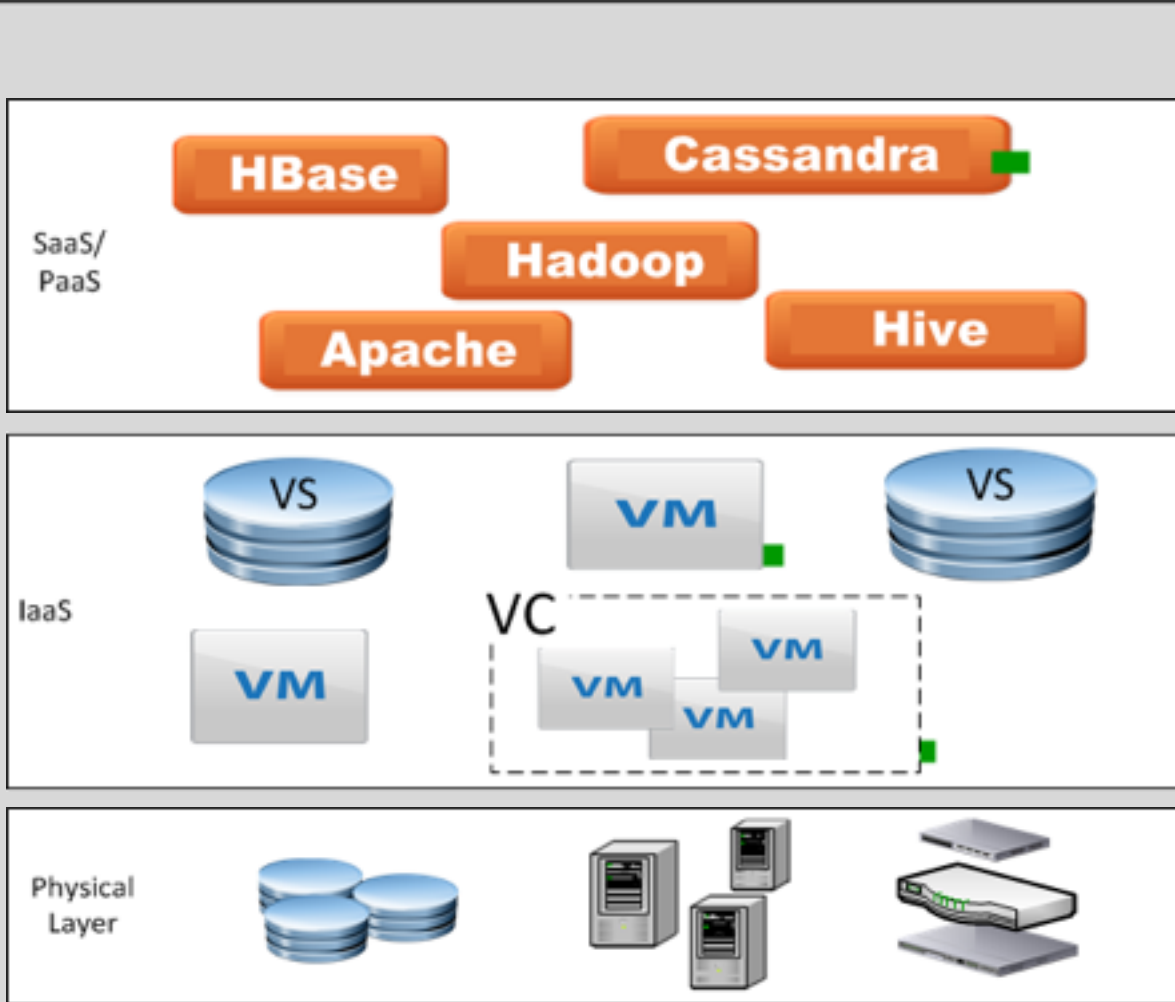 HBase
Cassandra
SaaS/
PaaS
Hadoop
Apache
Hive
VS
VM
VS
IaaS
VC
VM
VM
VM
VM
Physical
Layer